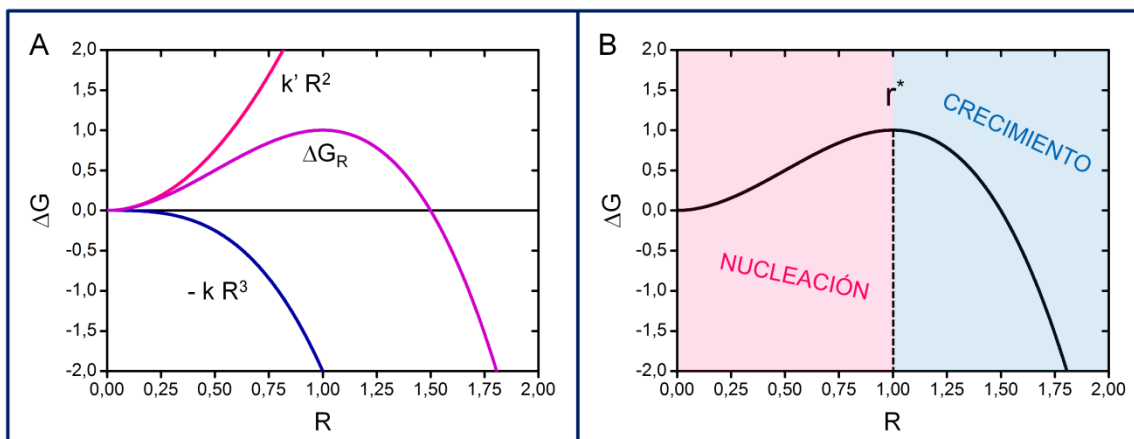 A
2,0
1,5
1,0
0,5
0,0
-0,5
-1,0
-1,5
-2,0
ΔG
k’ R²
ΔG_R
- k R³
0,00 0,25 0,50 0,75 1,00 1,25 1,50 1,75 2,00
R
B
2,0
1,5
1,0
0,5
0,0
-0,5
-1,0
-1,5
-2,0
ΔG
r*
CRECIMIENTO
NUCLEACIÓN
0,00 0,25 0,50 0,75 1,00 1,25 1,50 1,75 2,00
R